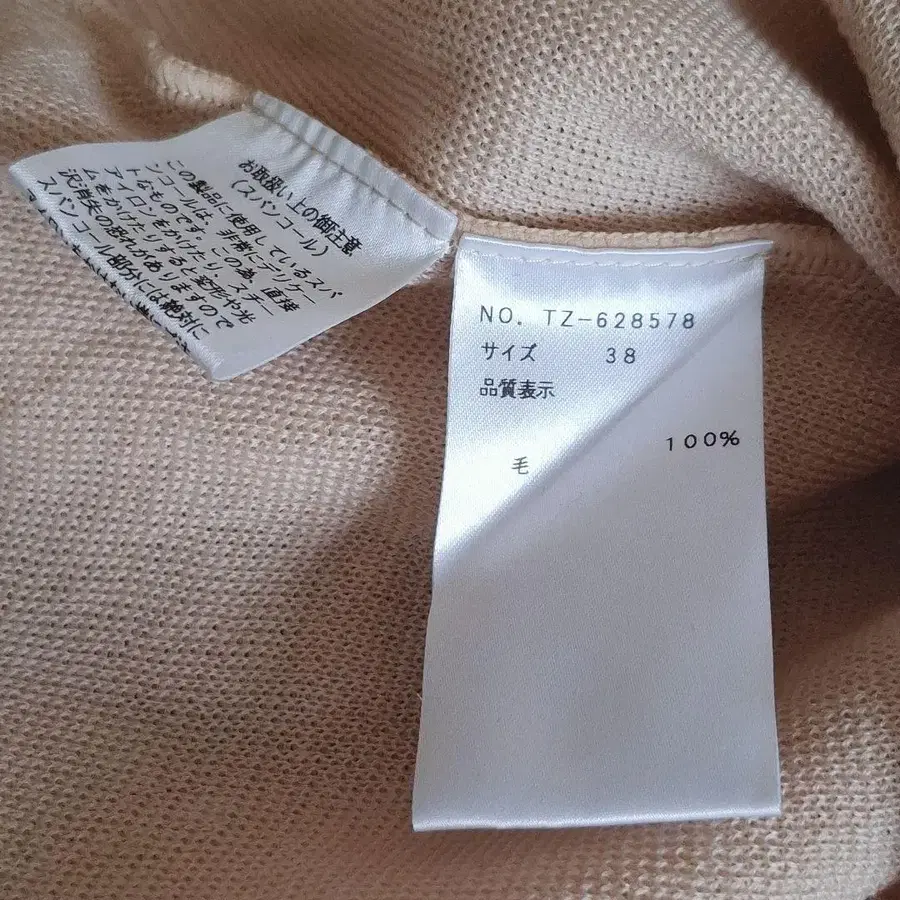 お取扱い上の御注意
(スパンコール)
この製品に使用しているスパ
ンコールは、非常にデリケー
トなものです。この為、直接
アイロンをかけたり、スチー
ムをかけたりすると変形や光
沢消失の恐れがありますので
スパンコール部分には絶対に
NO. TZ-628578
サイズ 38
品質表示
毛 100%